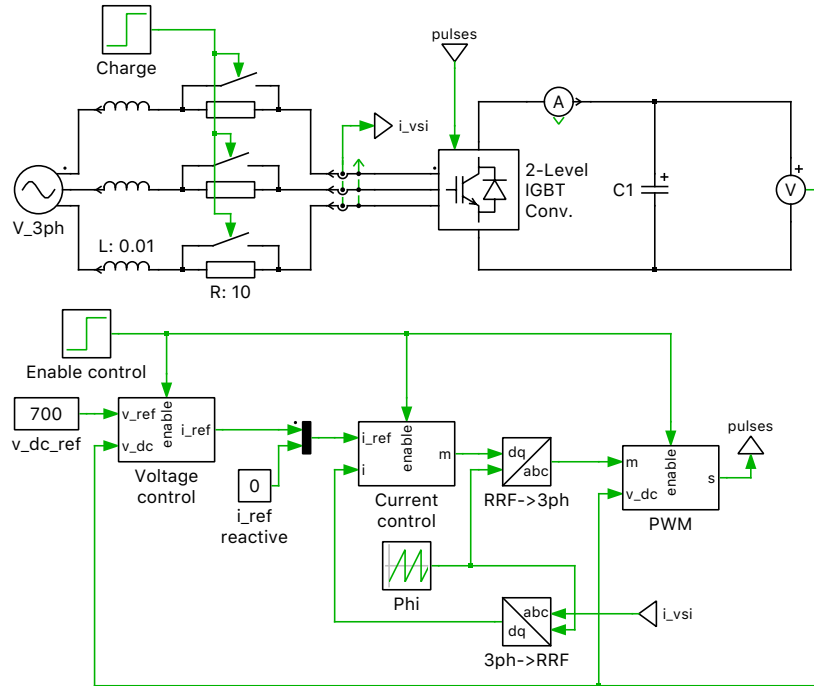 Charge
pulses
i_vsi
A
V_3ph
2-Level
IGBT
Conv.
C1
+
+
V
L: 0.01
R: 10
Enable control
700
v_dc_ref
v_ref
v_dc
enable
i_ref
Voltage
control
0
i_ref
reactive
i_ref
i
enable
m
Current
control
dq
abc
RRF->3ph
m
v_dc
enable
s
PWM
pulses
Phi
abc
dq
3ph->RRF
i_vsi